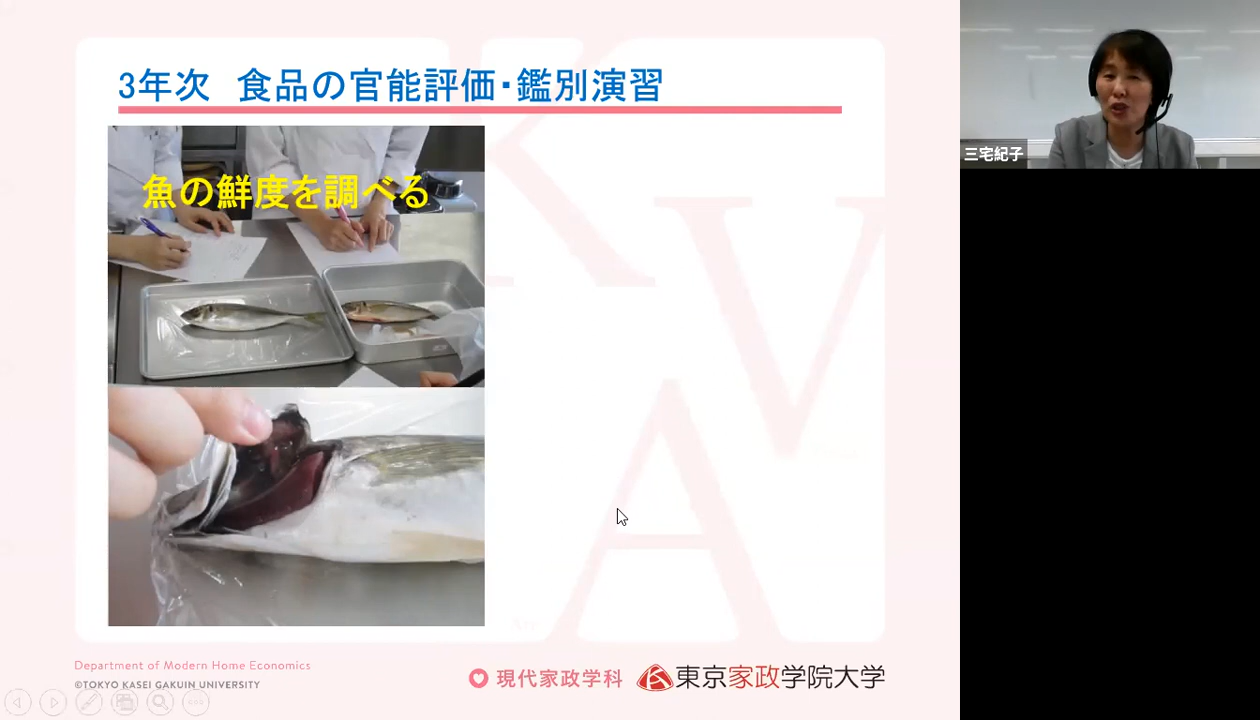 3年次　食品の官能評価・鑑別演習
魚の鮮度を調べる
三宅紀子
K
V
A
Department of Modern Home Economics
©TOKYO KASEI GAKUIN UNIVERSITY
現代家政学科
東京家政学院大学